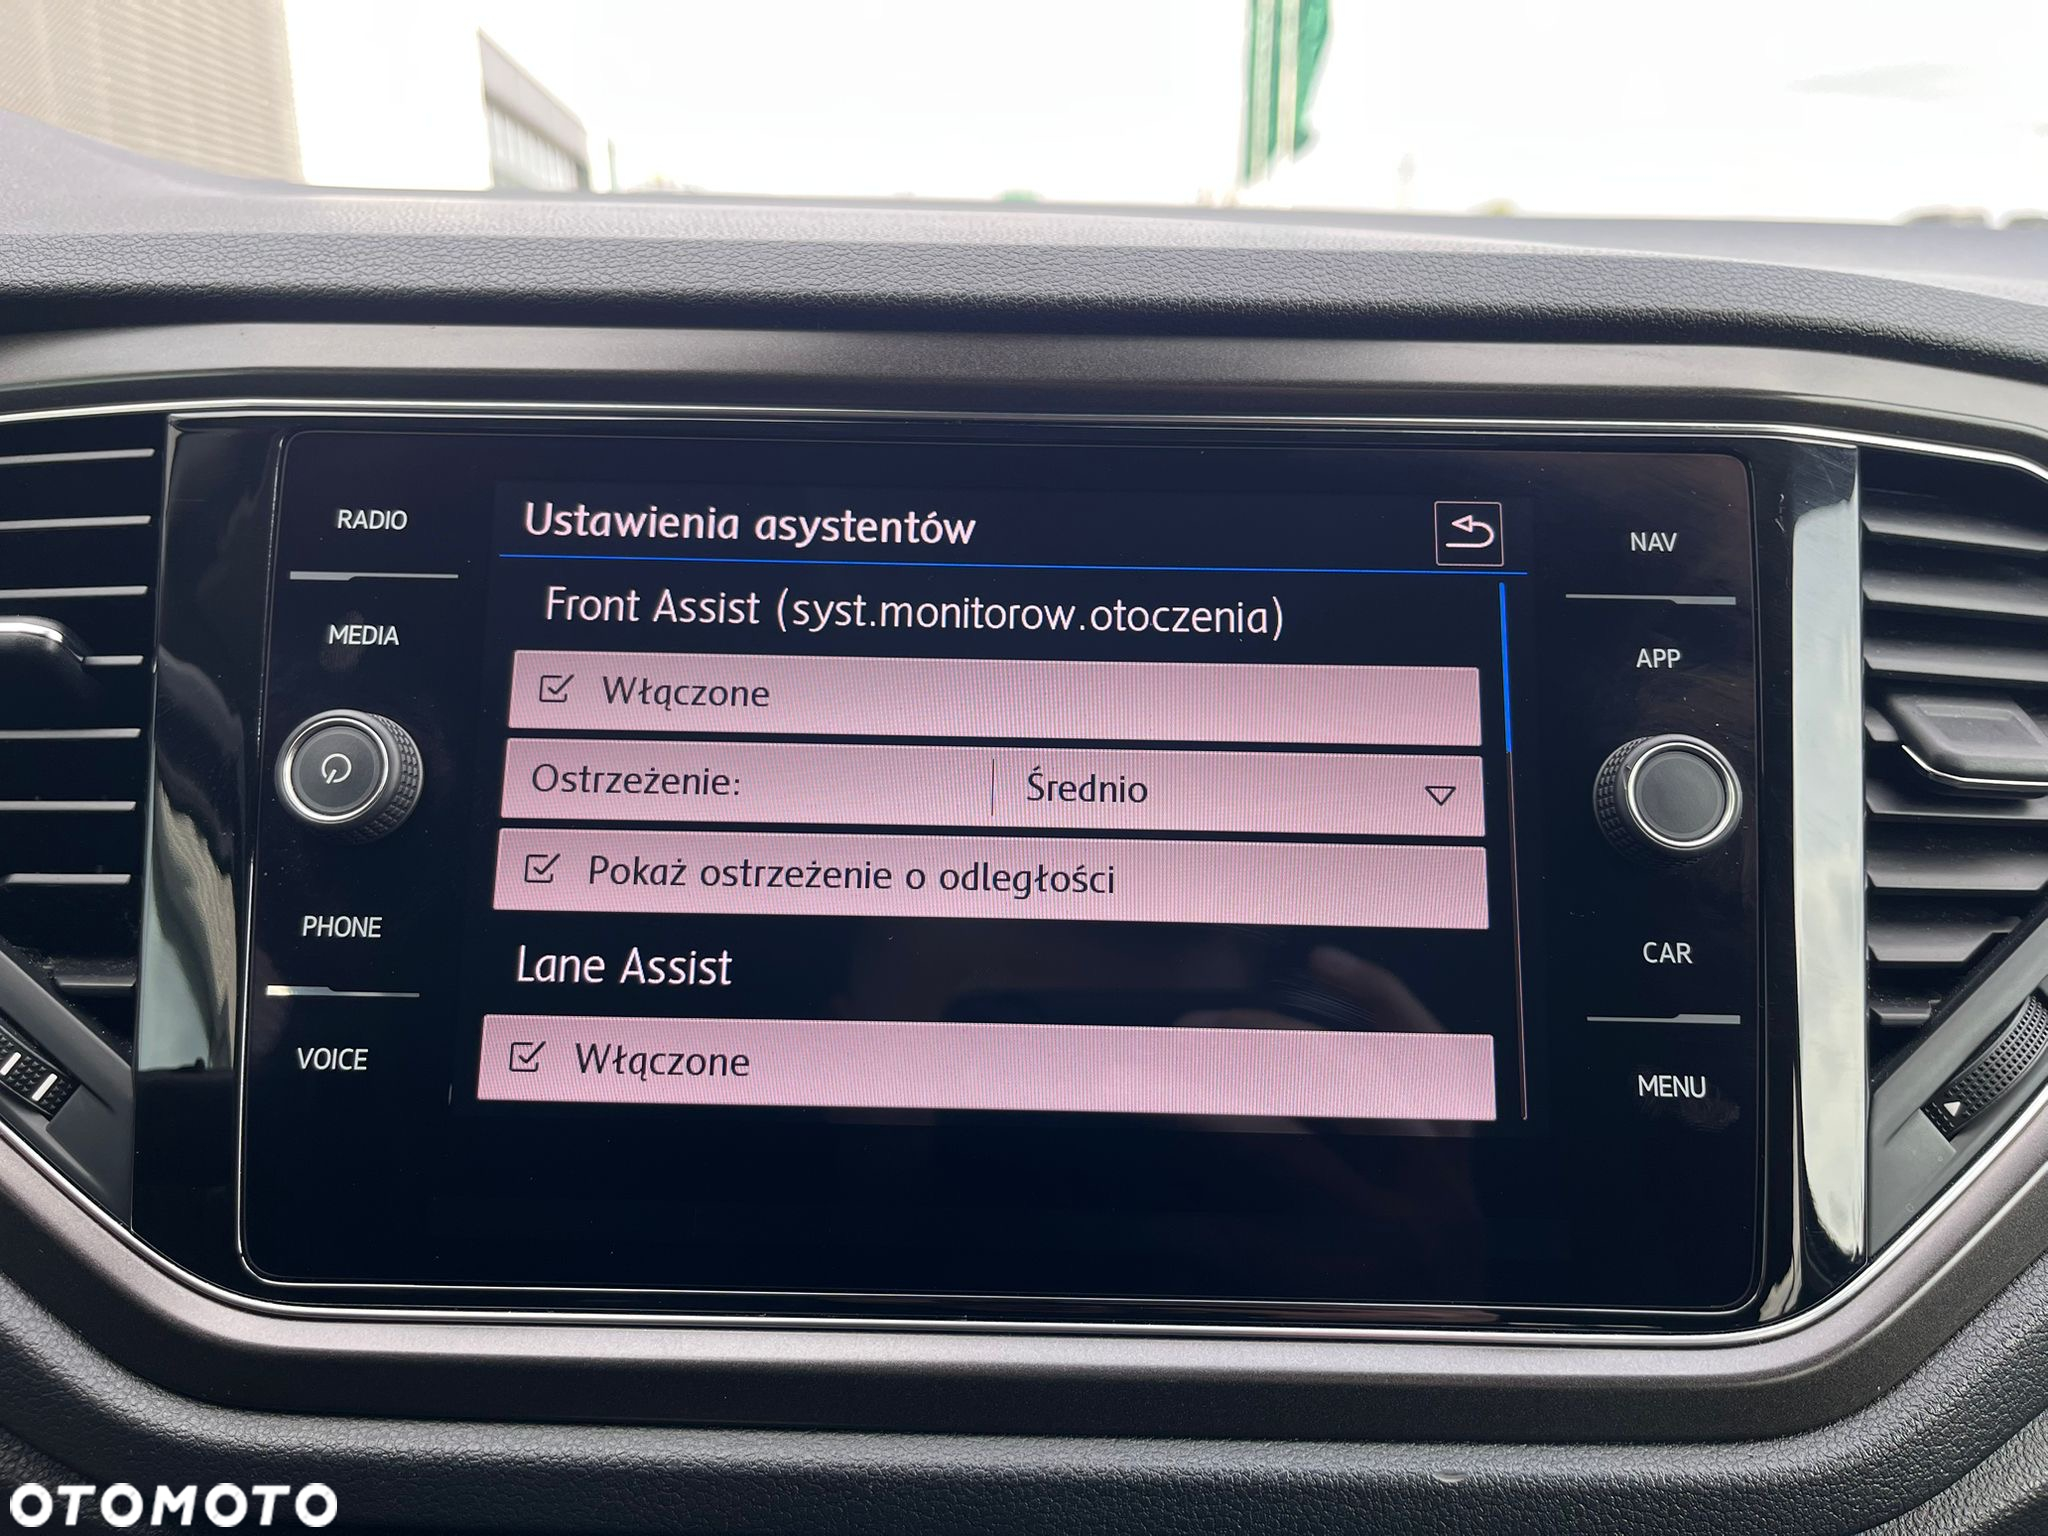 RADIO
MEDIA
PHONE
VOICE
Ustawienia asystentów
Front Assist (syst.monitorow.otoczenia)
Włączone
Ostrzeżenie: Średnio
Pokaż ostrzeżenie o odległości
Lane Assist
Włączone
NAV
APP
CAR
MENU
OTOMOTO